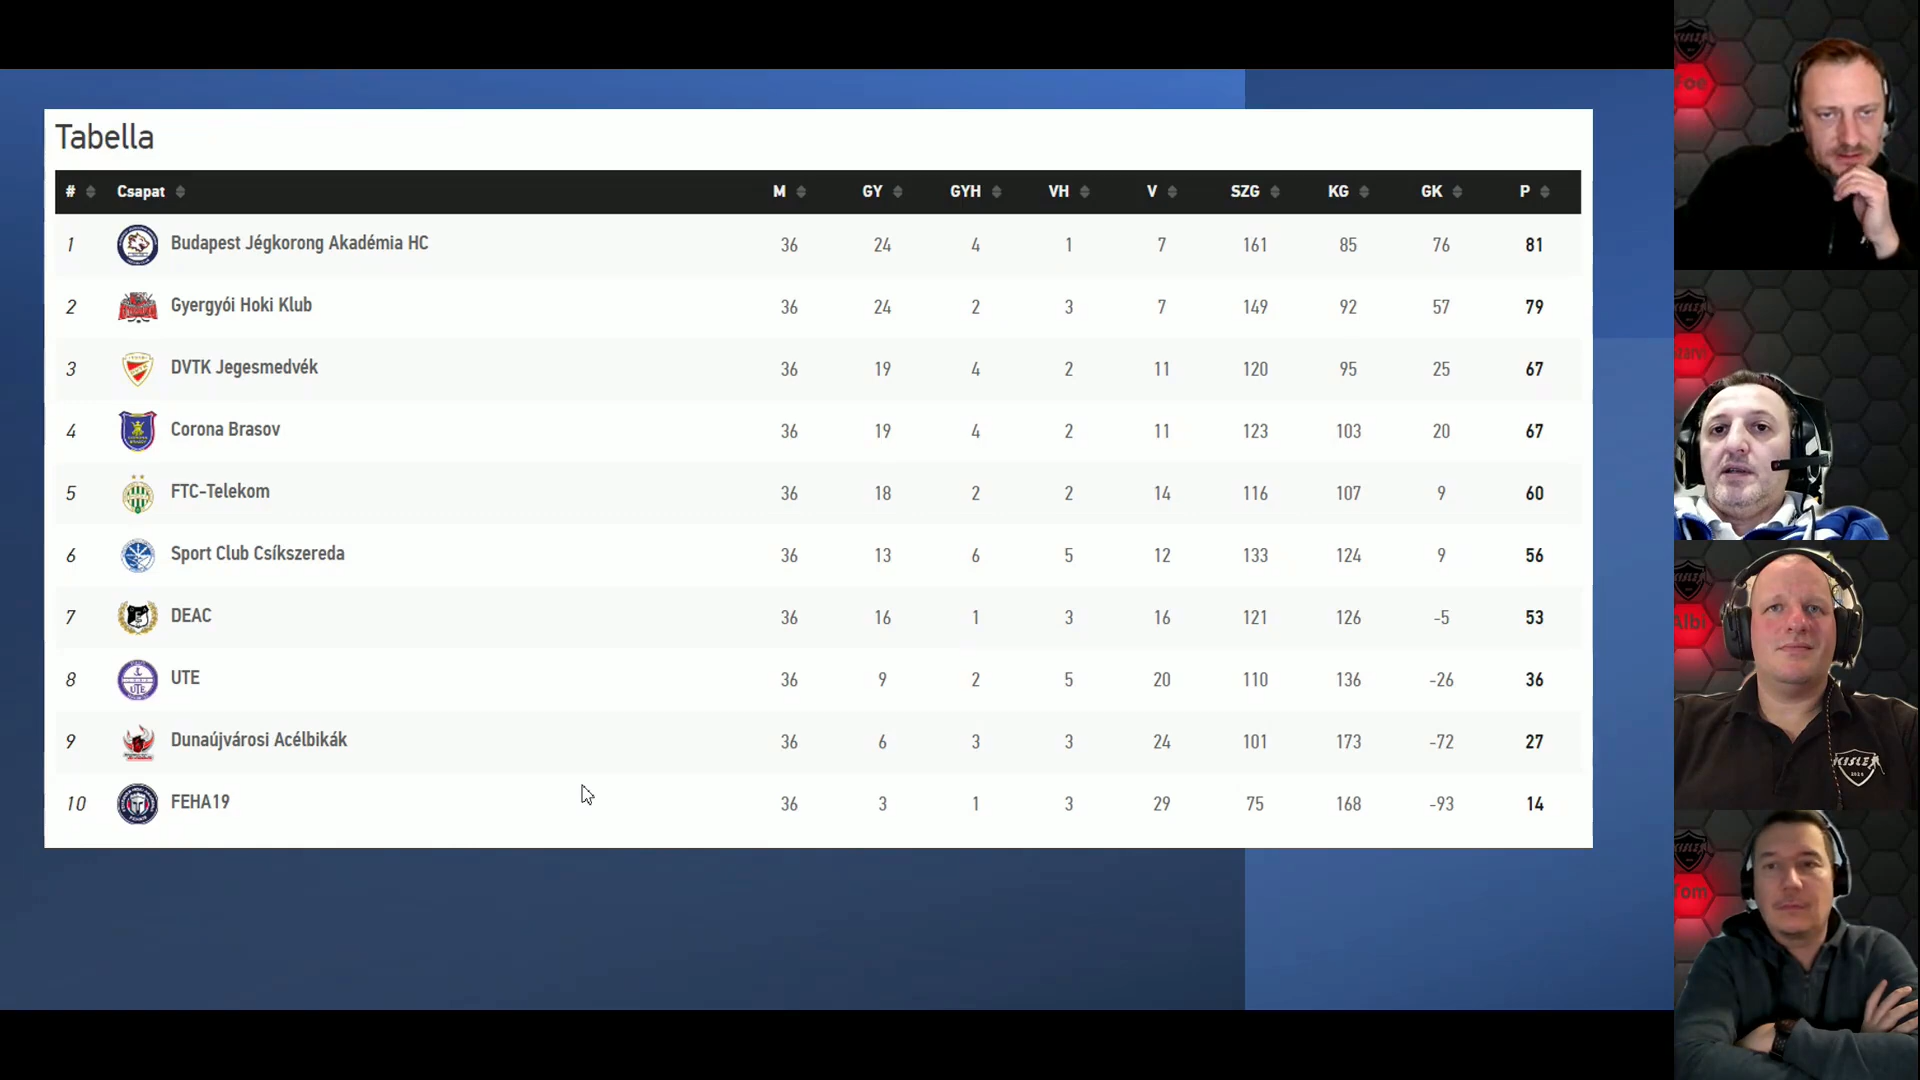 Tabella
# Csapat M GY GYH VH V SZG KG GK P
1 Budapest Jégkorong Akadémia HC 36 24 4 1 7 161 85 76 81
2 Gyergyói Hoki Klub 36 24 2 3 7 149 92 57 79
3 DVTK Jegesmedvék 36 19 4 2 11 120 95 25 67
4 Corona Brasov 36 19 4 2 11 123 103 20 67
5 FTC-Telekom 36 18 2 2 14 116 107 9 60
6 Sport Club Csíkszereda 36 13 6 5 12 133 124 9 56
7 DEAC 36 16 1 3 16 121 126 -5 53
8 UTE 36 9 2 5 20 110 136 -26 36
9 Dunaújvárosi Acélbikák 36 6 3 3 24 101 173 -72 27
10 FEHA19 36 3 1 3 29 75 168 -93 14
UTE
Albi
KISLER
Tom